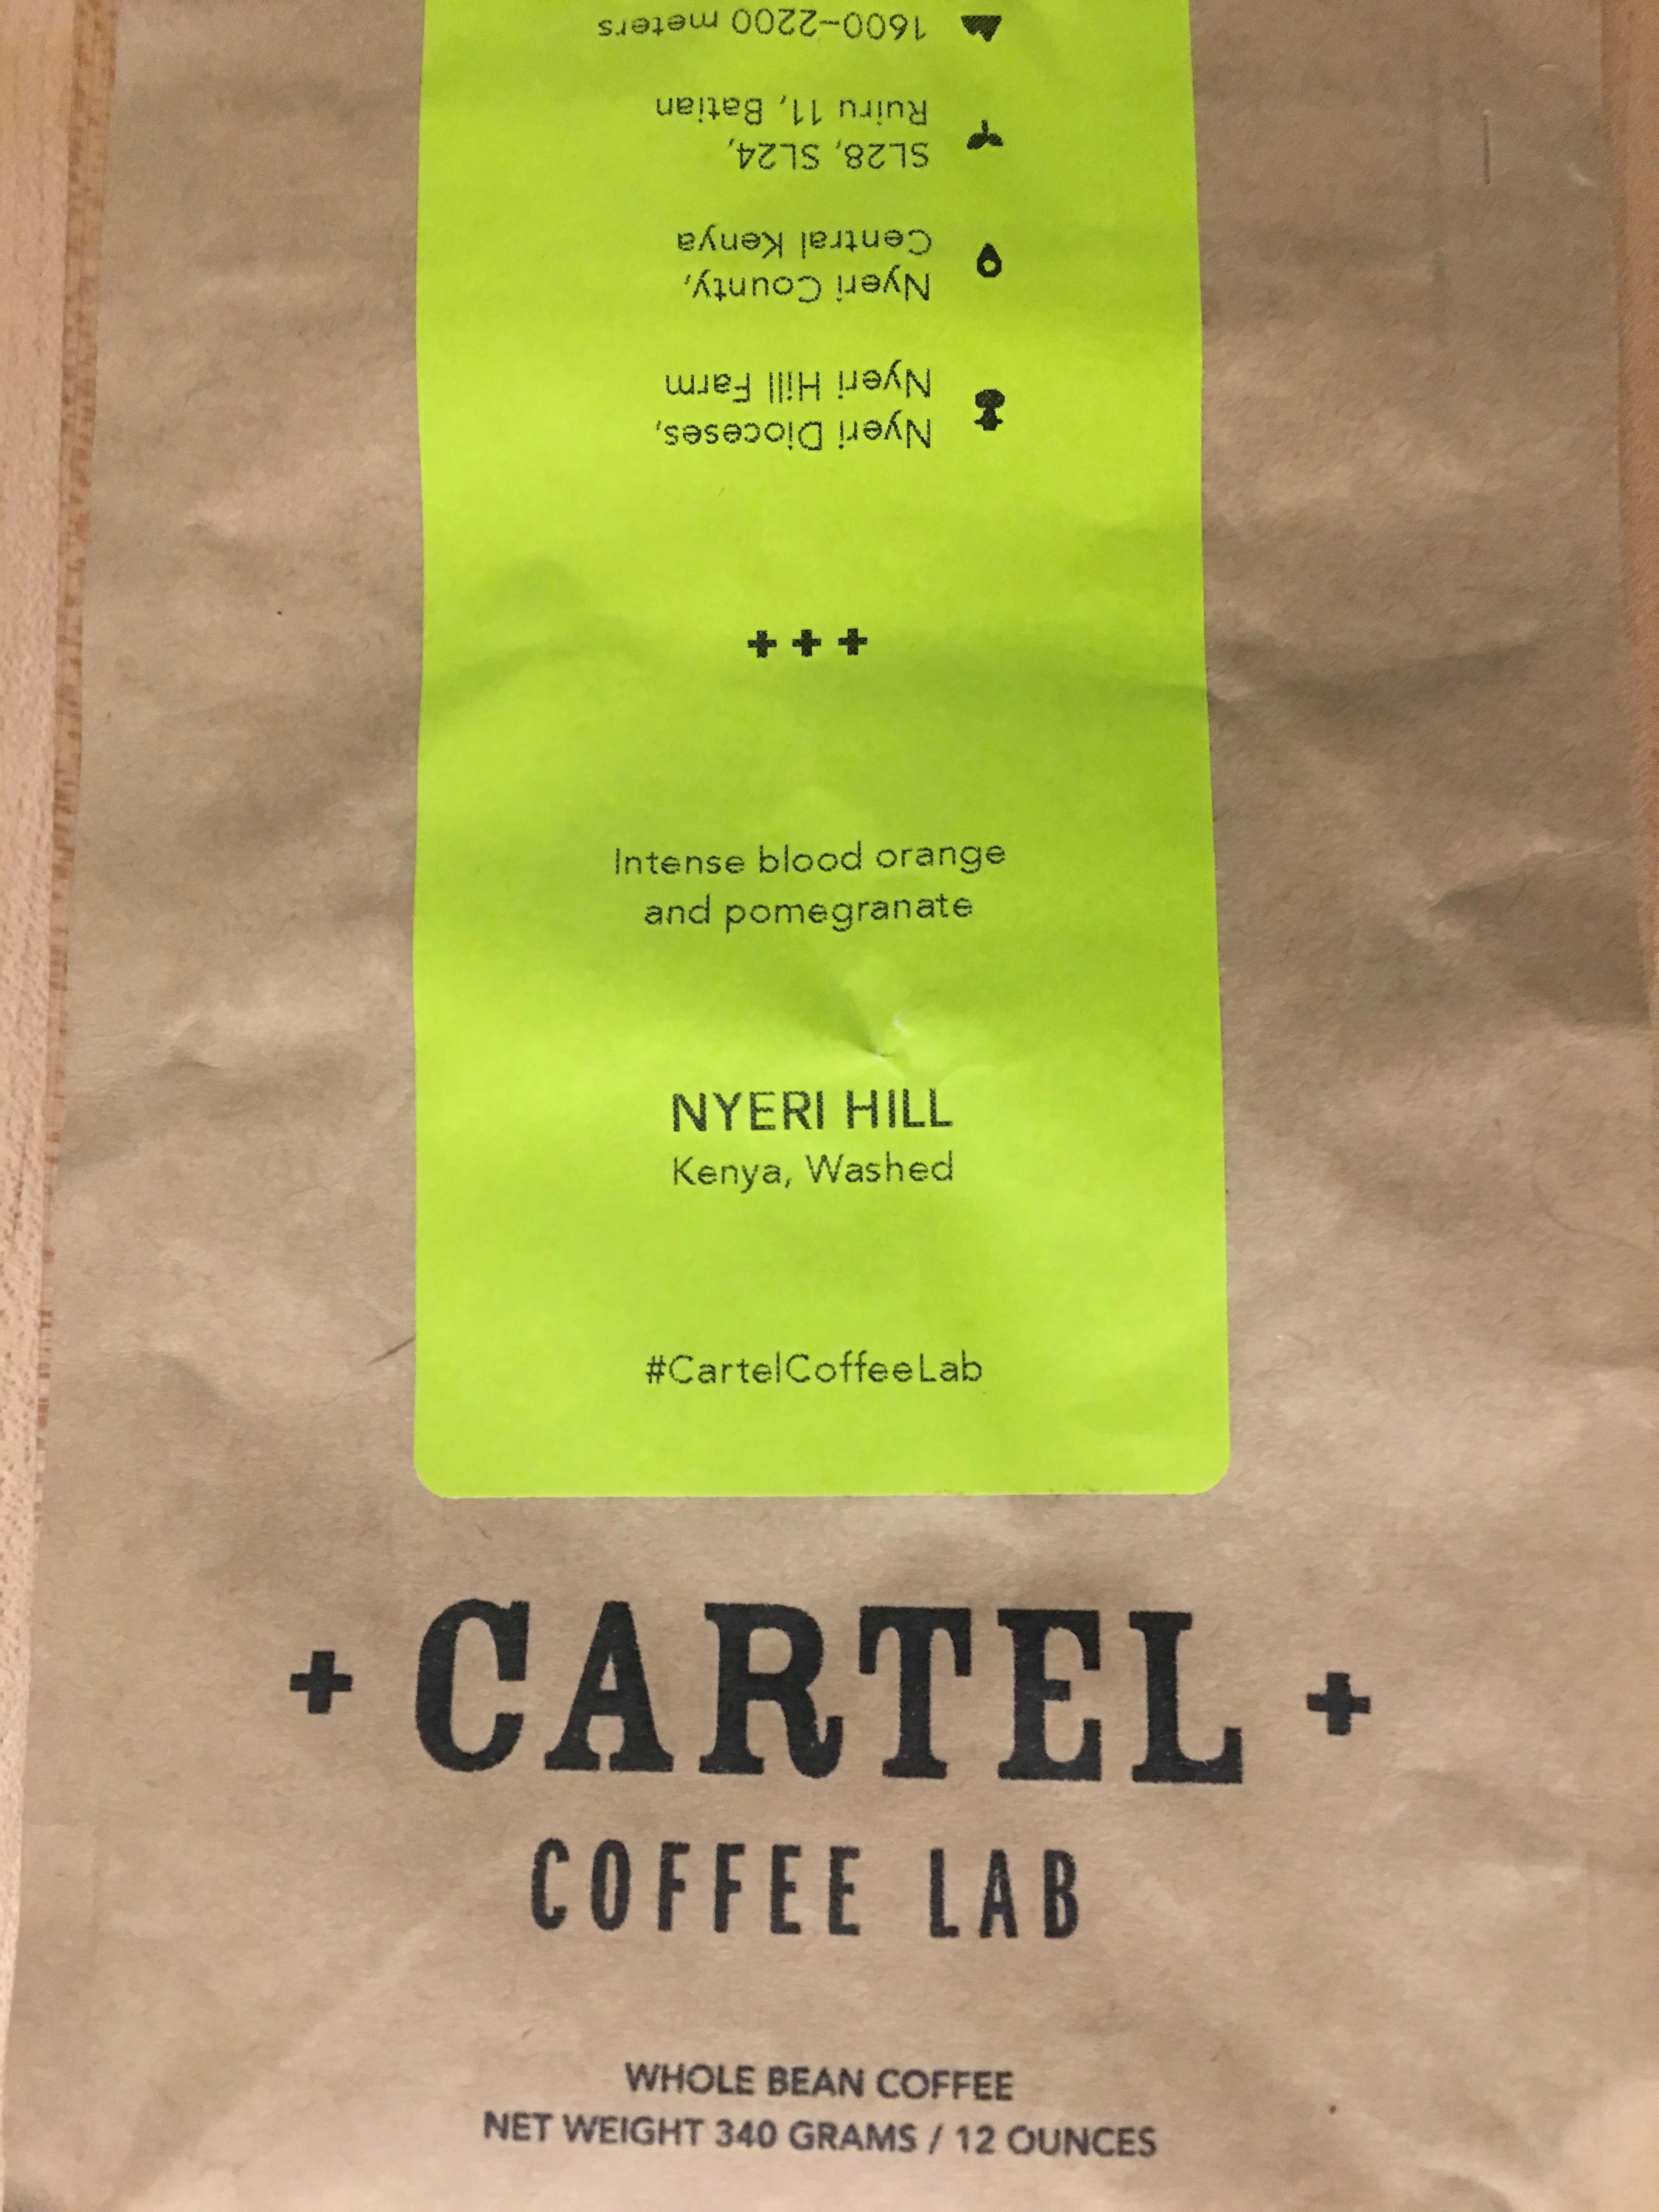 Nyeri Dioceses,
Nyeri Hill Farm
Nyeri County,
Central Kenya
SL28, SL24,
Ruiru 11, Batian
1600–2200 meters
+++
Intense blood orange
and pomegranate
NYERI HILL
Kenya, Washed
#CartelCoffeeLab
+ CARTEL +
COFFEE LAB
WHOLE BEAN COFFEE
NET WEIGHT 340 GRAMS / 12 OUNCES